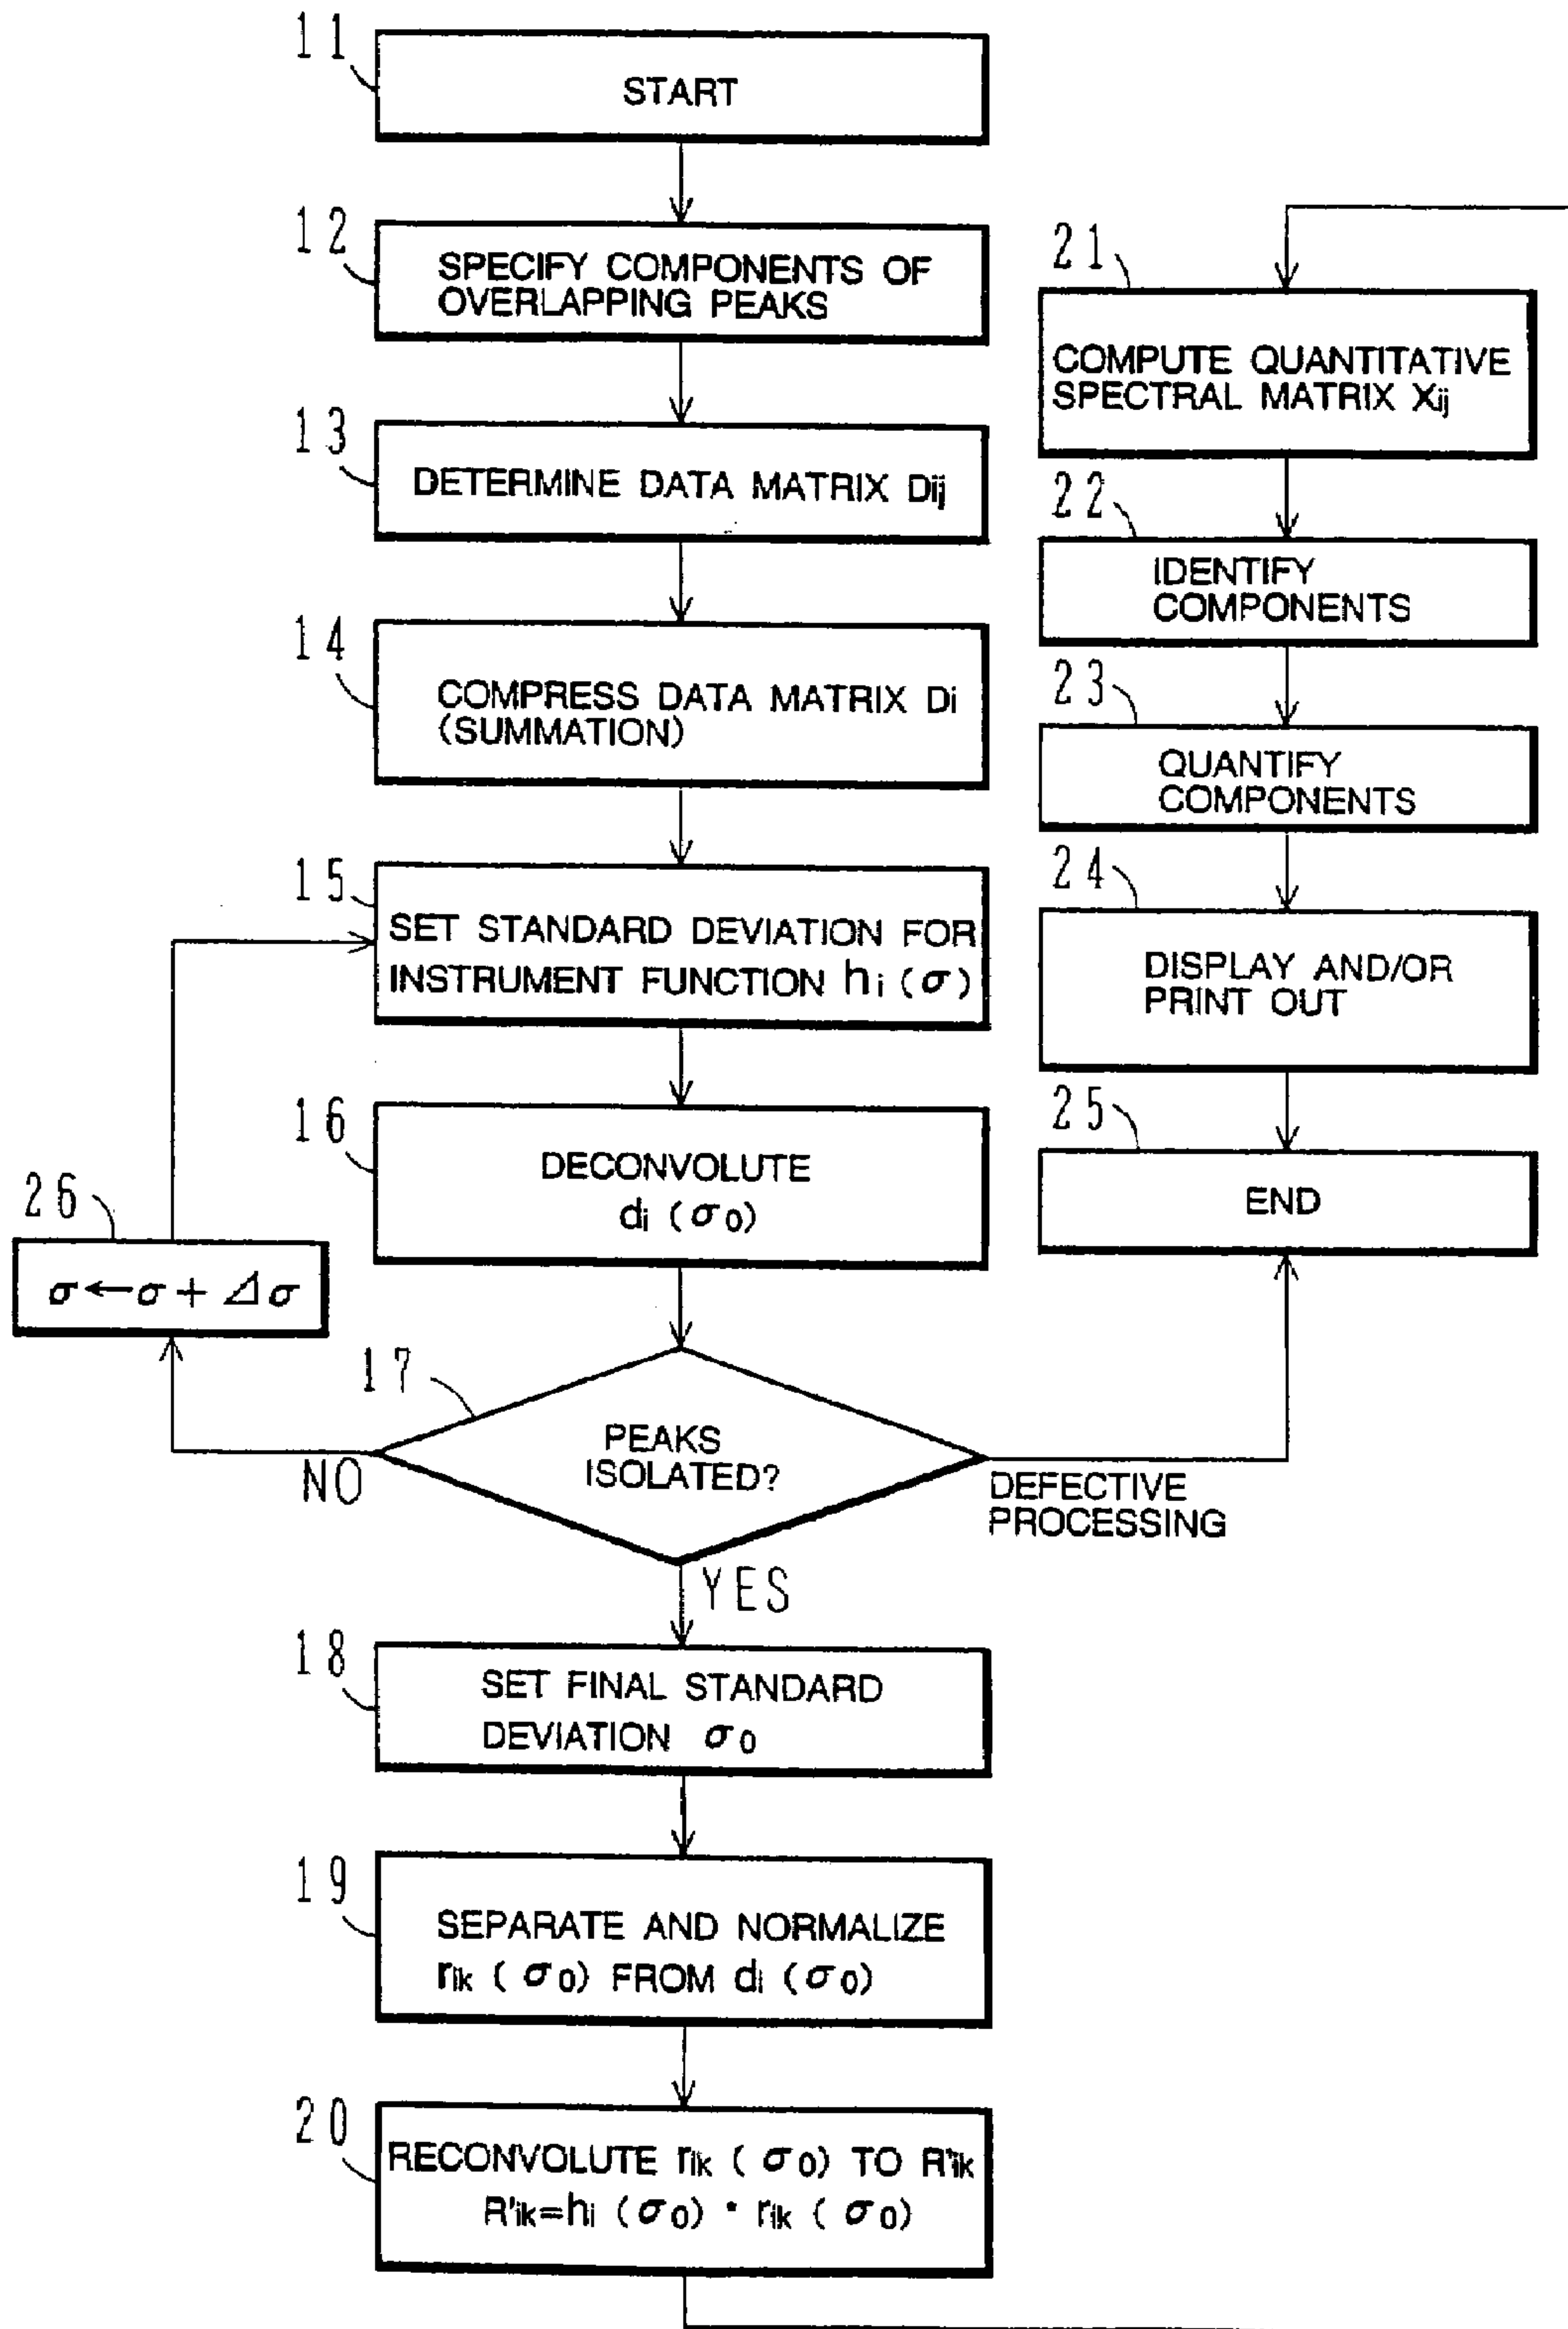 11
START
12
SPECIFY COMPONENTS OF
OVERLAPPING PEAKS
13
DETERMINE DATA MATRIX Dij
14
COMPRESS DATA MATRIX Di
(SUMMATION)
15
SET STANDARD DEVIATION FOR
INSTRUMENT FUNCTION hi (σ)
16
DECONVOLUTE
di (σ0)
26
σ←σ + Δσ
17
PEAKS
ISOLATED?
NO
DEFECTIVE
PROCESSING
YES
18
SET FINAL STANDARD
DEVIATION σ0
19
SEPARATE AND NORMALIZE
rik (σ0) FROM di (σ0)
20
RECONVOLUTE rik (σ0) TO R'ik
R'ik=hi (σ0) * rik (σ0)
21
COMPUTE QUANTITATIVE
SPECTRAL MATRIX Xij
22
IDENTIFY
COMPONENTS
23
QUANTIFY
COMPONENTS
24
DISPLAY AND/OR
PRINT OUT
25
END